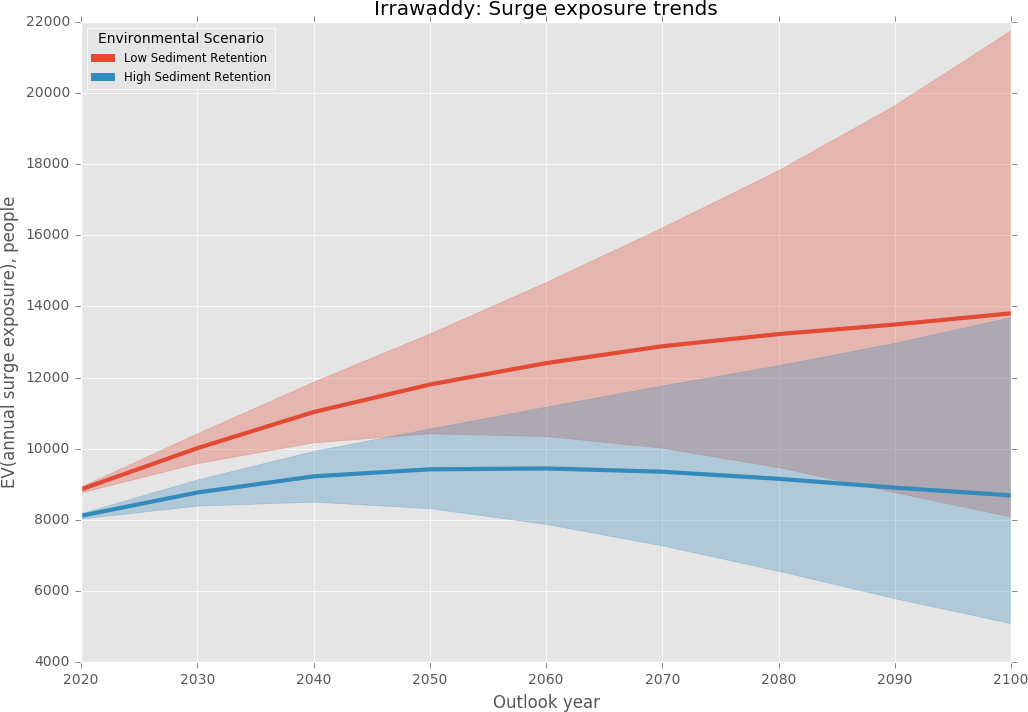 Irrawaddy: Surge exposure trends
Environmental Scenario
Low Sediment Retention
High Sediment Retention
EV(annual surge exposure), people
22000
20000
18000
16000
14000
12000
10000
8000
6000
4000
2020 2030 2040 2050 2060 2070 2080 2090 2100
Outlook year